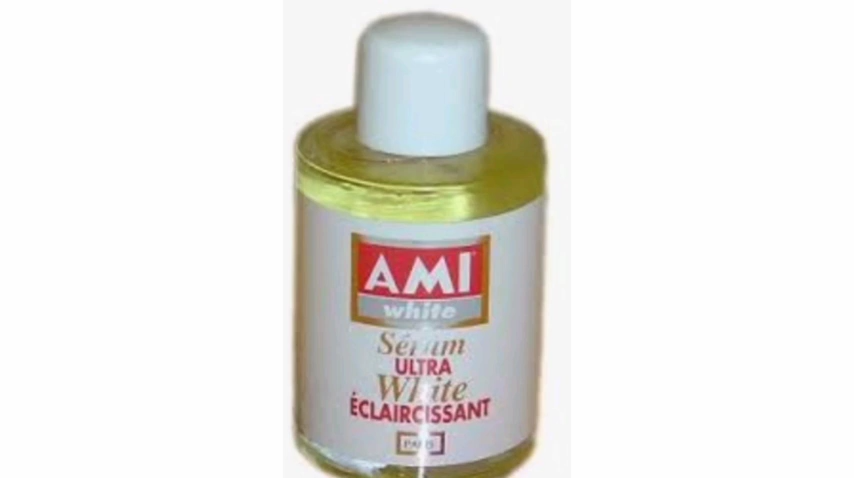 AMI
white
Sérum
ULTRA
White
ÉCLAIRCISSANT
PARIS